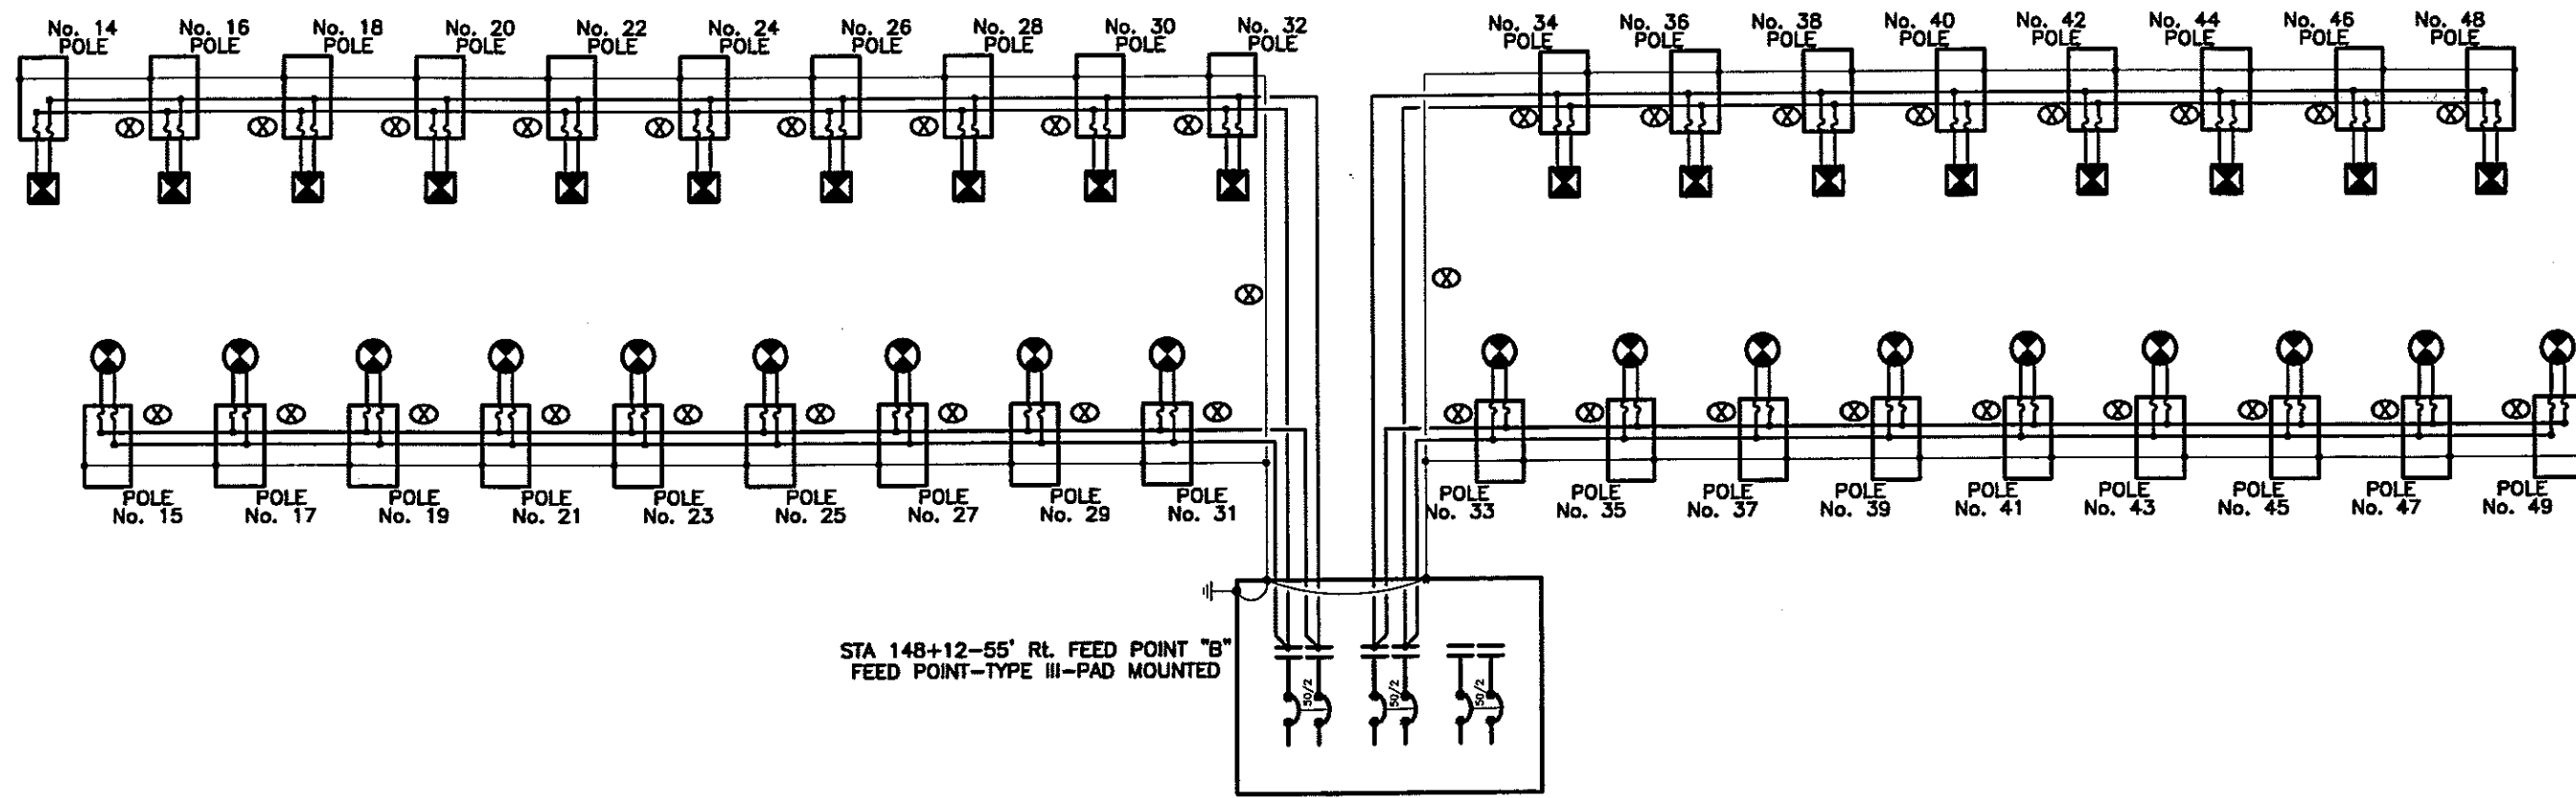 No. 14 POLE
No. 16 POLE
No. 18 POLE
No. 20 POLE
No. 22 POLE
No. 24 POLE
No. 26 POLE
No. 28 POLE
No. 30 POLE
No. 32 POLE
No. 34 POLE
No. 36 POLE
No. 38 POLE
No. 40 POLE
No. 42 POLE
No. 44 POLE
No. 46 POLE
No. 48 POLE
X X X X X X X X X X X X X X X X X
X X
X X X X X X X X X X X X X X X X X X
POLE No. 15
POLE No. 17
POLE No. 19
POLE No. 21
POLE No. 23
POLE No. 25
POLE No. 27
POLE No. 29
POLE No. 31
POLE No. 33
POLE No. 35
POLE No. 37
POLE No. 39
POLE No. 41
POLE No. 43
POLE No. 45
POLE No. 47
POLE No. 49
STA 148+12-55' Rt. FEED POINT "B"
FEED POINT-TYPE III-PAD MOUNTED
50/2
50/2
50/2